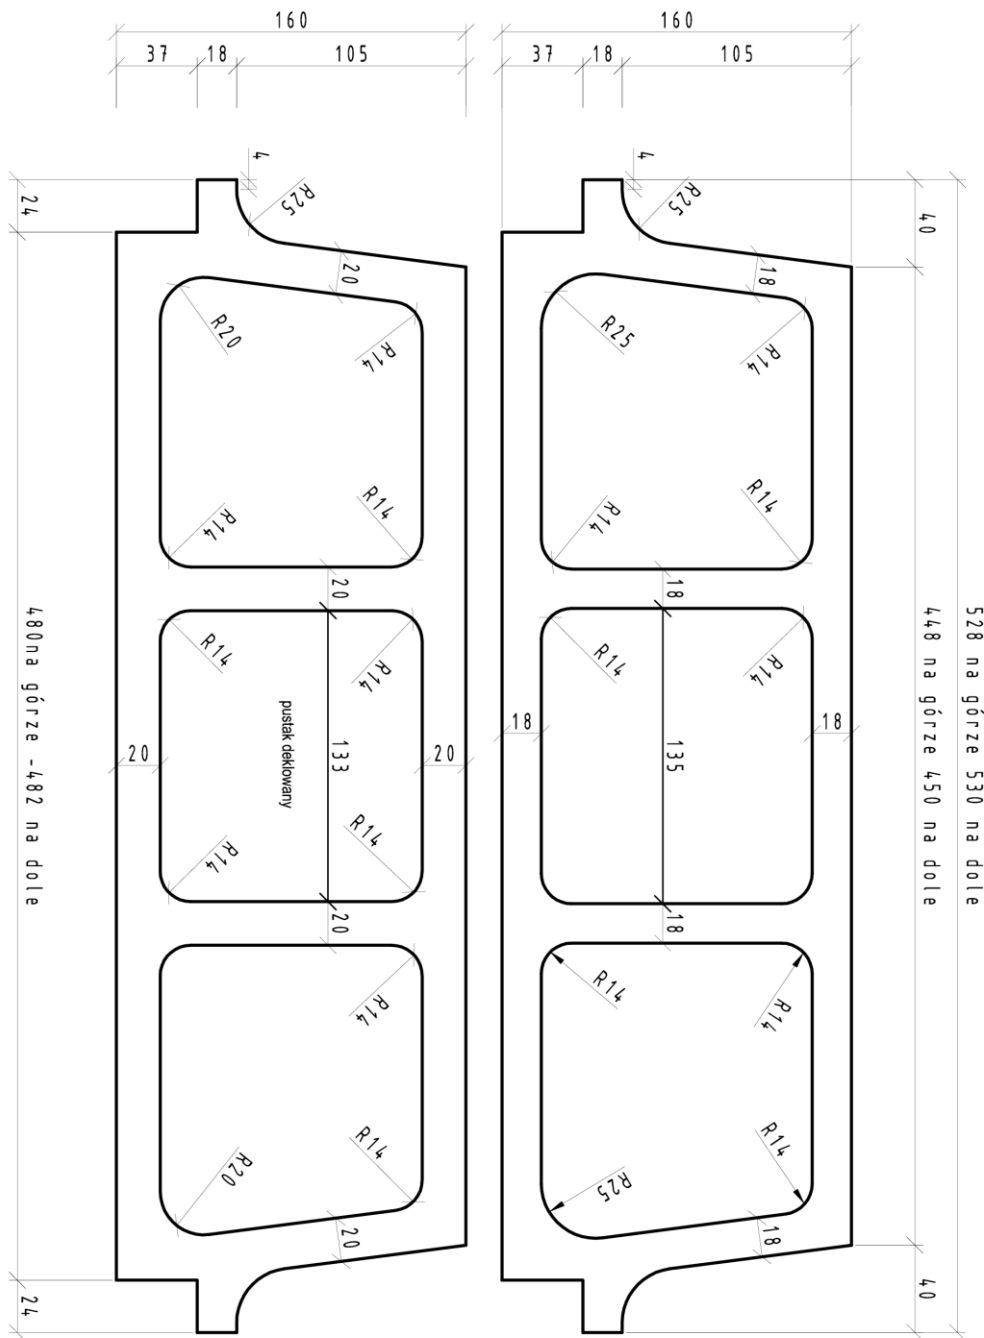 160
160
37
18
105
37
18
105
4
4
R25
R25
24
40
20
18
R20
R14
R25
R14
R14
R14
R14
R14
20
18
R14
R14
R14
R14
480na górze -482 na dole
448 na górze 450 na dole
528 na górze 530 na dole
pustak deklowany
20
133
20
18
135
18
R14
R14
20
18
R14
R14
R14
R20
R14
R25
R14
20
18
24
40